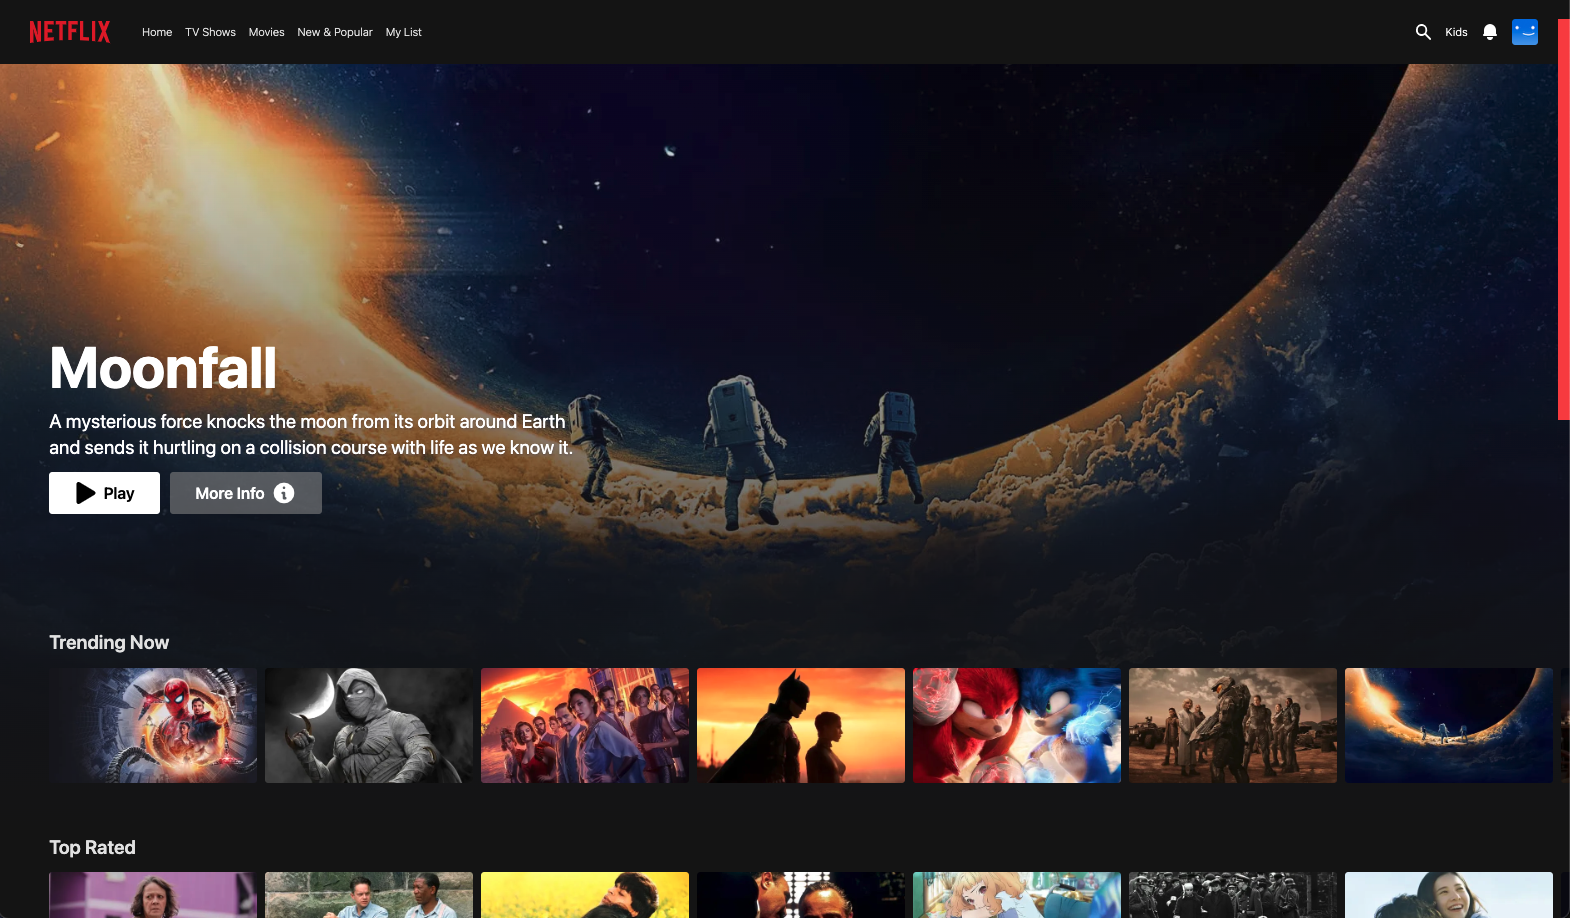 NETFLIX
Home TV Shows Movies New & Popular My List
Kids
Moonfall
A mysterious force knocks the moon from its orbit around Earth
and sends it hurtling on a collision course with life as we know it.
Play
More Info
Trending Now
Top Rated